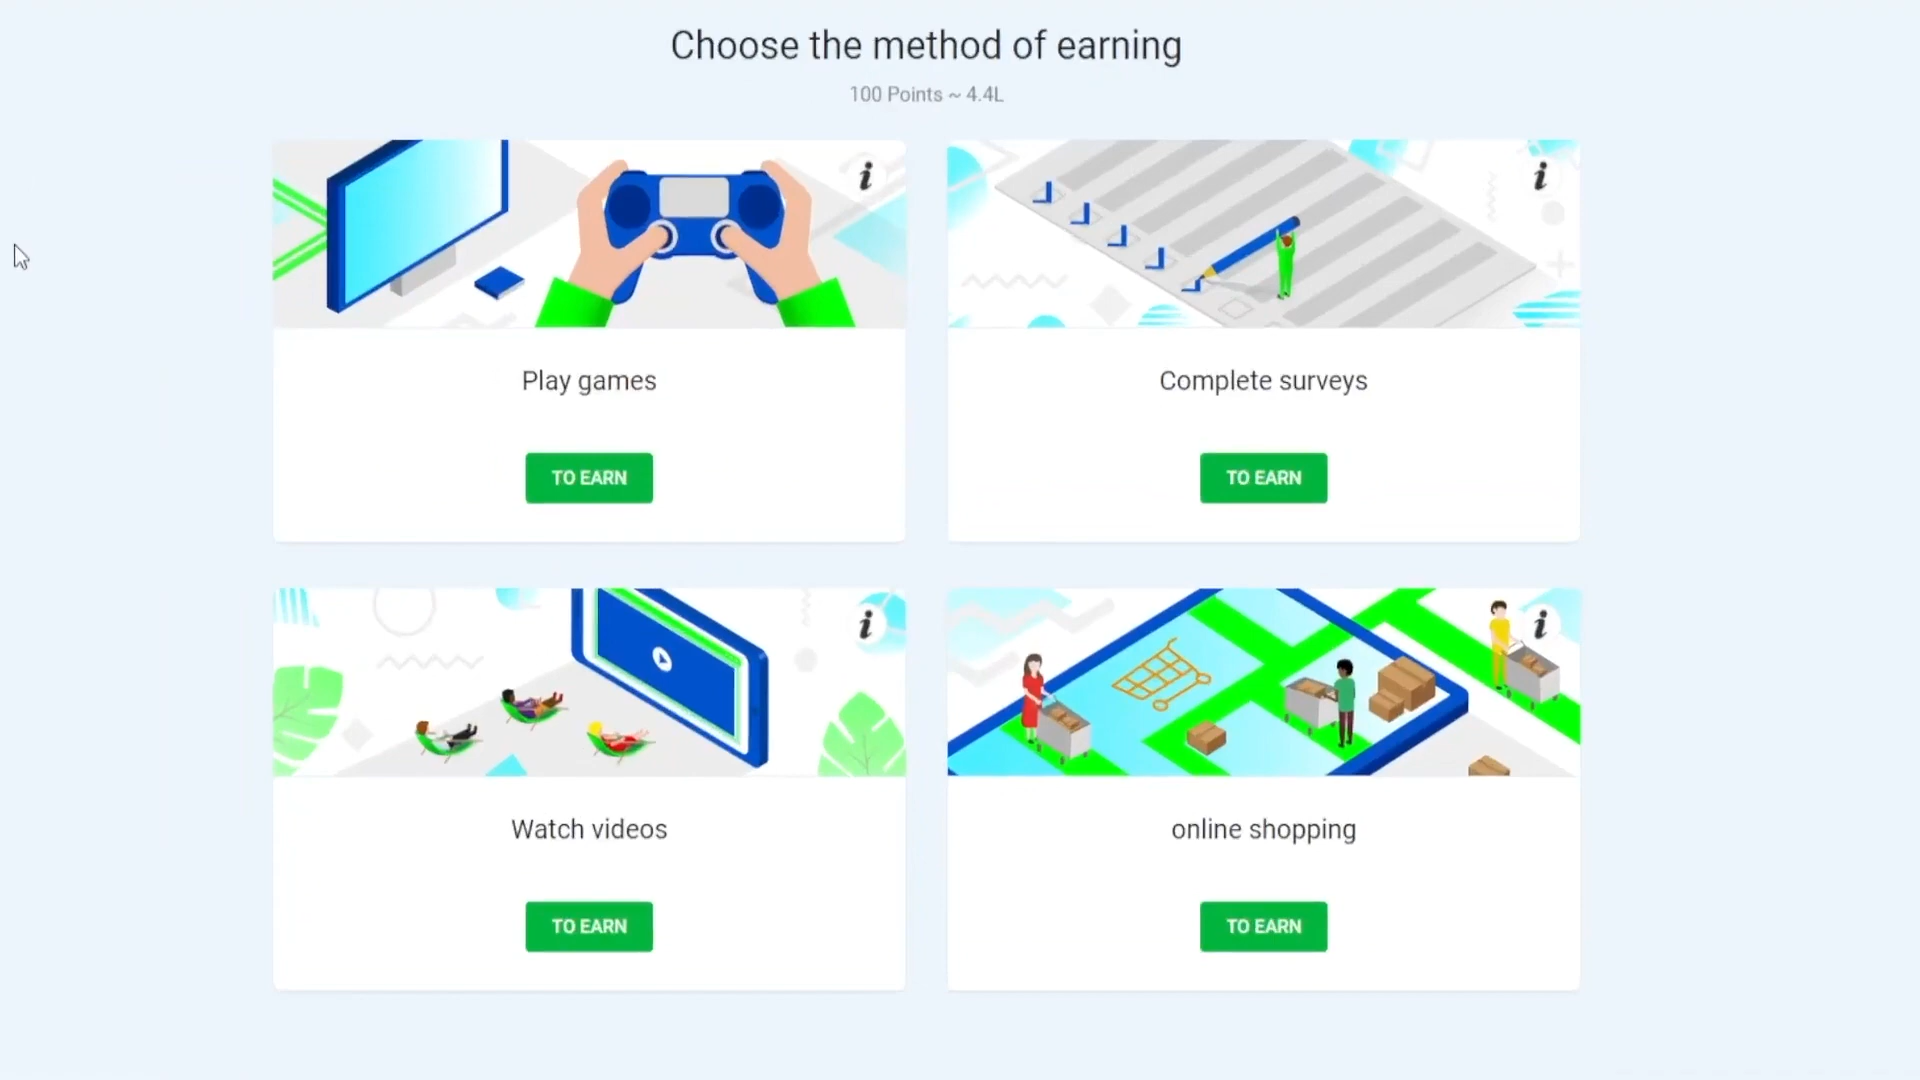 Choose the method of earning
100 Points ~ 4.4L
i
i
Play games
Complete surveys
TO EARN
TO EARN
i
i
Watch videos
online shopping
TO EARN
TO EARN